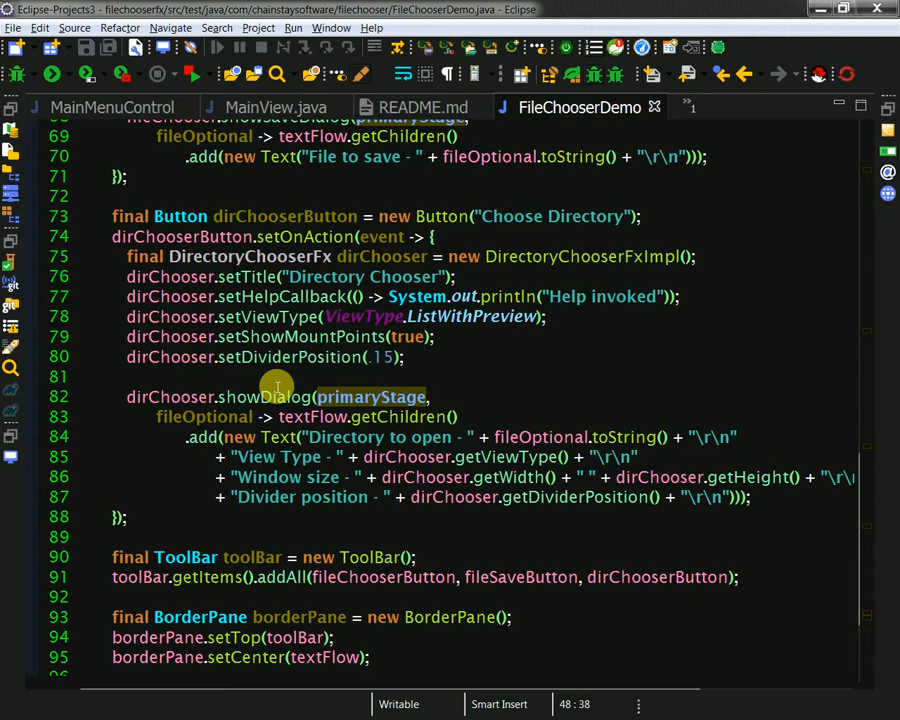 Eclipse-Projects3 - filechooserfx/src/test/java/com/chainstaysoftware/filechooser/FileChooserDemo.java - Eclipse
File Edit Source Refactor Navigate Search Project Run Window Help
MainMenuControl MainView.java README.md FileChooserDemo »1
fileChooser.showSaveDialog(primaryStage,
69 fileOptional -> textFlow.getChildren()
70 .add(new Text("File to save - " + fileOptional.toString() + "\r\n")));
71 });
72
73 final Button dirChooserButton = new Button("Choose Directory");
74 dirChooserButton.setOnAction(event -> {
75 final DirectoryChooserFx dirChooser = new DirectoryChooserFxImpl();
76 dirChooser.setTitle("Directory Chooser");
77 dirChooser.setHelpCallback(() -> System.out.println("Help invoked"));
78 dirChooser.setViewType(ViewType.ListWithPreview);
79 dirChooser.setShowMountPoints(true);
80 dirChooser.setDividerPosition(.15);
81
82 dirChooser.showDialog(primaryStage,
83 fileOptional -> textFlow.getChildren()
84 .add(new Text("Directory to open - " + fileOptional.toString() + "\r\n"
85 + "View Type - " + dirChooser.getViewType() + "\r\n"
86 + "Window size - " + dirChooser.getWidth() + " " + dirChooser.getHeight() + "\r\n
87 + "Divider position - " + dirChooser.getDividerPosition() + "\r\n")));
88 });
89
90 final ToolBar toolBar = new ToolBar();
91 toolBar.getItems().addAll(fileChooserButton, fileSaveButton, dirChooserButton);
92
93 final BorderPane borderPane = new BorderPane();
94 borderPane.setTop(toolBar);
95 borderPane.setCenter(textFlow);
Writable Smart Insert 48 : 38